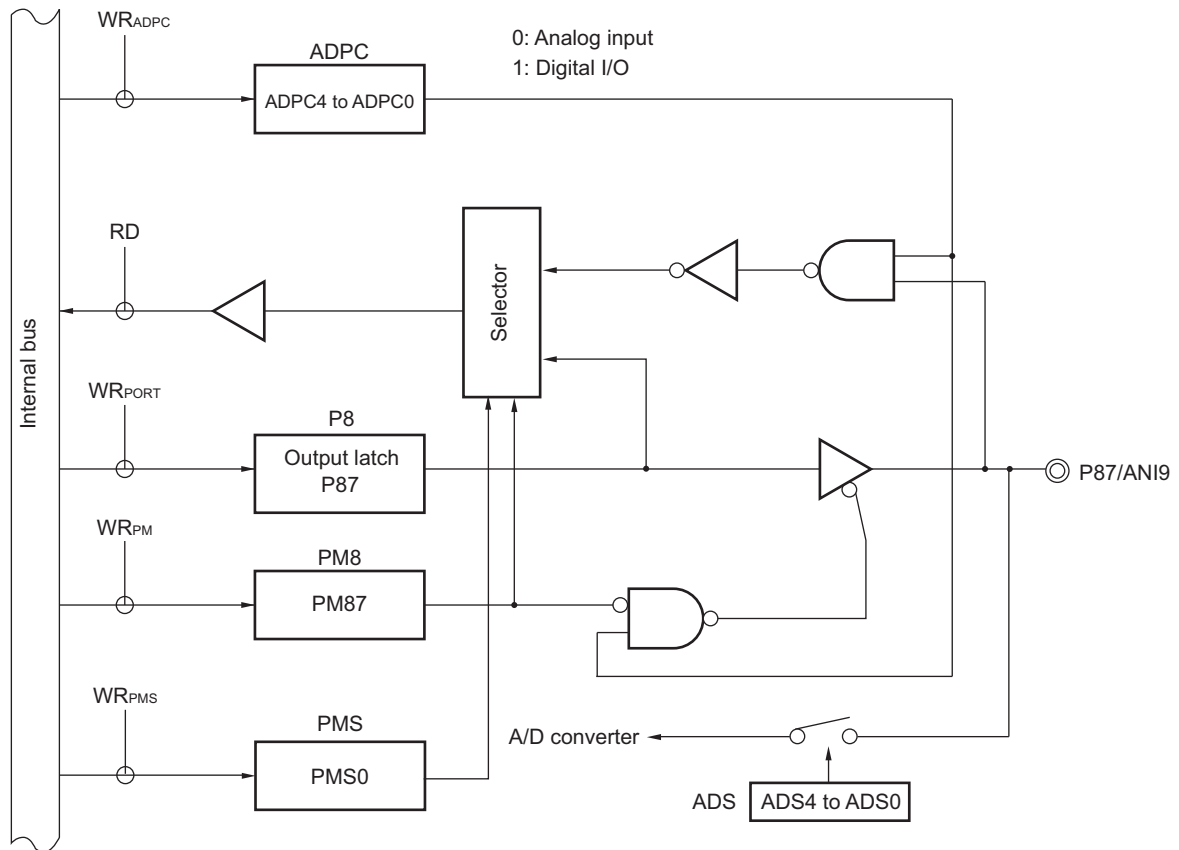 WRADPC
ADPC
0: Analog input
1: Digital I/O
ADPC4 to ADPC0
RD
Selector
Internal bus
WRPORT
P8
Output latch
P87
P87/ANI9
WRPM
PM8
PM87
WRPMS
PMS
PMS0
A/D converter
ADS
ADS4 to ADS0